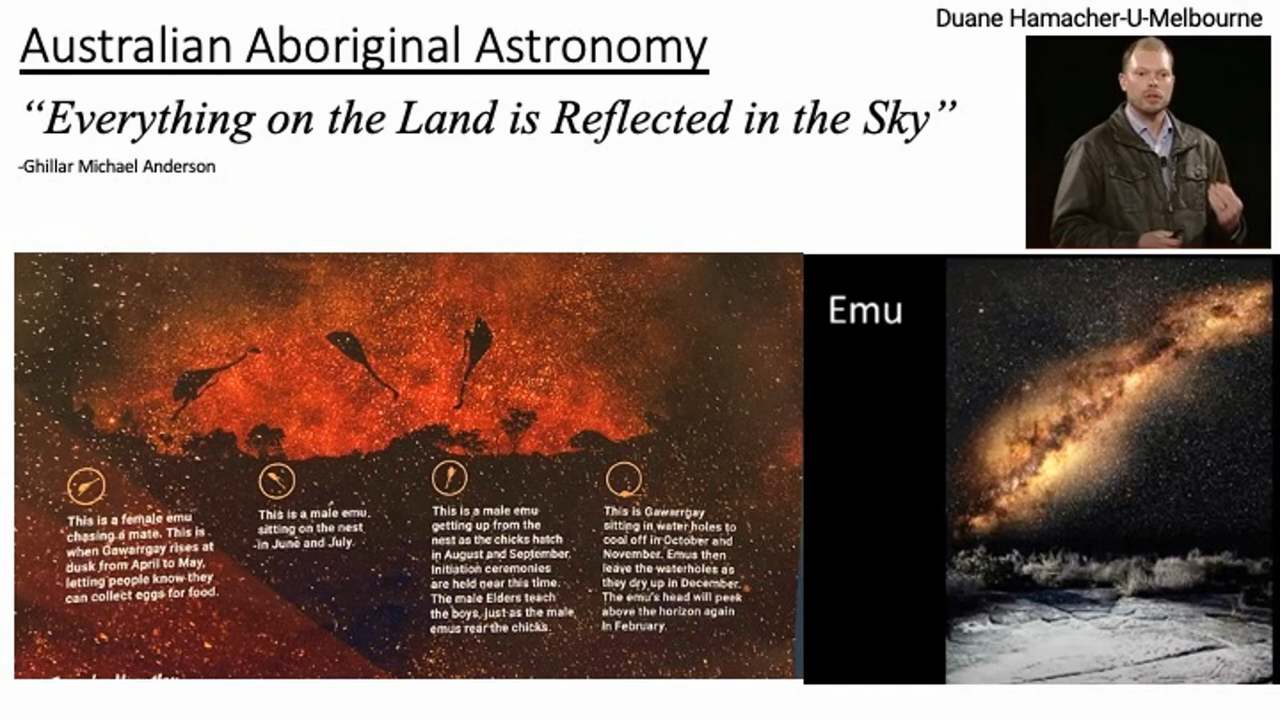 Duane Hamacher-U-Melbourne
Australian Aboriginal Astronomy
“Everything on the Land is Reflected in the Sky”
-Ghillar Michael Anderson
Emu
This is a female emu
chasing a mate. This is
when Gawarrgay rises at
dusk from April to May,
letting people know they
can collect eggs for food.
This is a male emu,
sitting on the nest
in June and July.
This is a male emu
getting up from the
nest as the chicks hatch
in August and September.
Initiation ceremonies
are held near this time.
The male Elders teach
the boys, just as the male
emus rear the chicks.
This is Gawarrgay
sitting in water holes to
cool off in October and
November. Emus then
leave the waterholes as
they dry up in December.
The emu's head will peek
above the horizon again
in February.